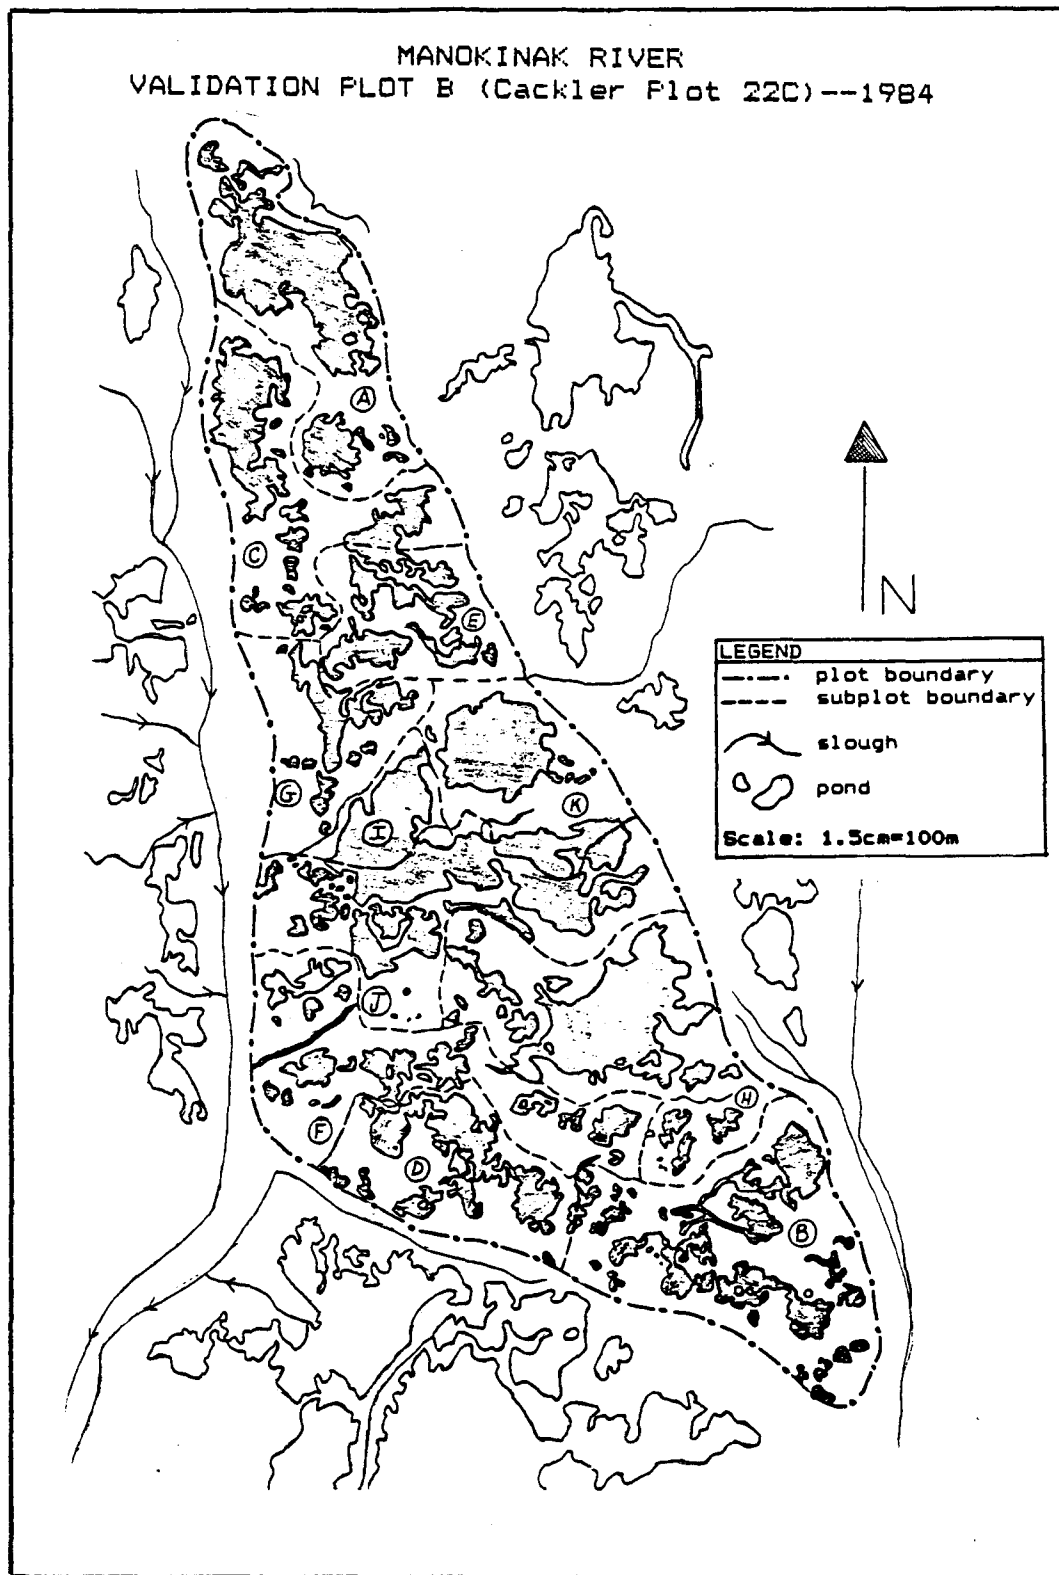 MANOKINAK RIVER
VALIDATION PLOT B (Cackler Plot 22C)--1984
A
C
E
N
LEGEND
plot boundary
subplot boundary
slough
pond
Scale: 1.5cm=100m
G
K
I
J
H
F
D
B